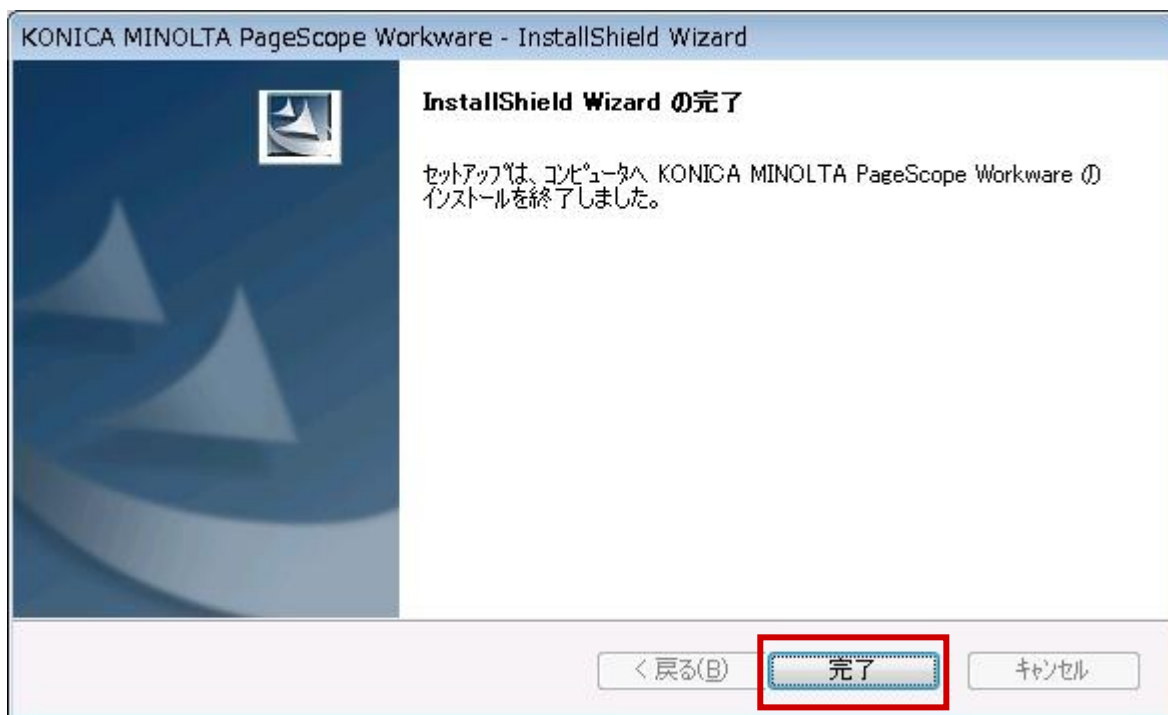 KONICA MINOLTA PageScope Workware - InstallShield Wizard
InstallShield Wizard の完了
セットアップは、コンピュータへ KONICA MINOLTA PageScope Workware の
インストールを終了しました。
< 戻る(B)
完了
キャンセル